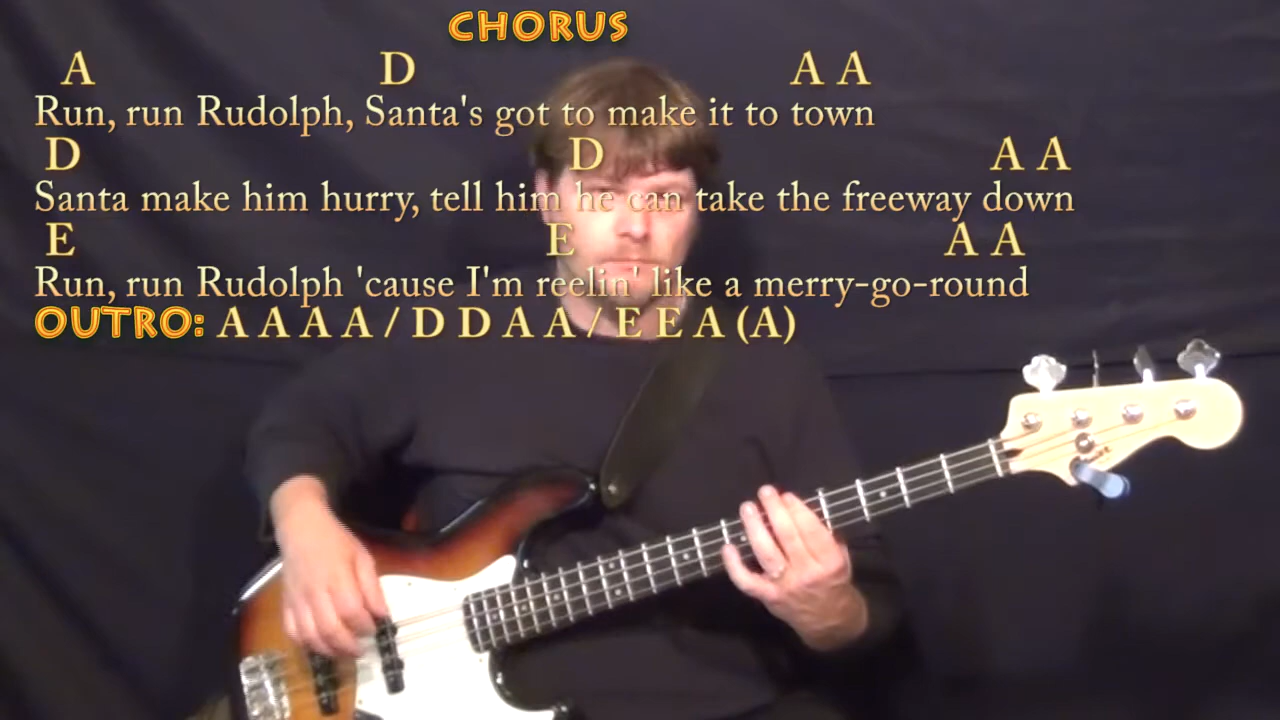 CHORUS
A D A A
Run, run Rudolph, Santa's got to make it to town
D D A A
Santa make him hurry, tell him he can take the freeway down
E E A A
Run, run Rudolph 'cause I'm reelin' like a merry-go-round
OUTRO: A A A A / D D A A / E E A (A)